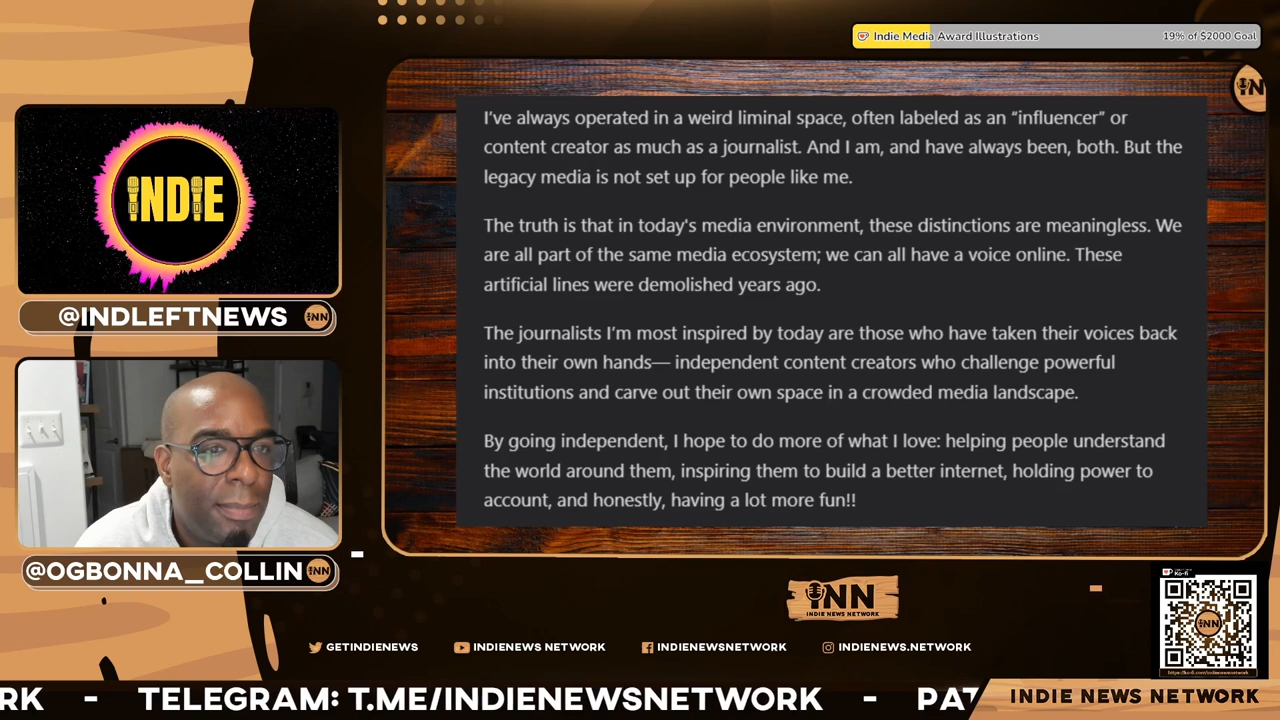 Indie Media Award Illustrations
19% of $2000 Goal
I've always operated in a weird liminal space, often labeled as an "influencer" or
content creator as much as a journalist. And I am, and have always been, both. But the
legacy media is not set up for people like me.
The truth is that in today's media environment, these distinctions are meaningless. We
are all part of the same media ecosystem; we can all have a voice online. These
artificial lines were demolished years ago.
The journalists I'm most inspired by today are those who have taken their voices back
into their own hands— independent content creators who challenge powerful
institutions and carve out their own space in a crowded media landscape.
By going independent, I hope to do more of what I love: helping people understand
the world around them, inspiring them to build a better internet, holding power to
account, and honestly, having a lot more fun!!
INDIE
@INDLEFTNEWS
INN
@OGBONNA_COLLIN
INN
INN
INDIE NEWS NETWORK
GETINDIENEWS
INDIENEWS NETWORK
INDIENEWSNETWORK
INDIENEWS.NETWORK
Ko-fi
INN
RK - TELEGRAM: T.ME/INDIENEWSNETWORK - PAT
INDIE NEWS NETWORK